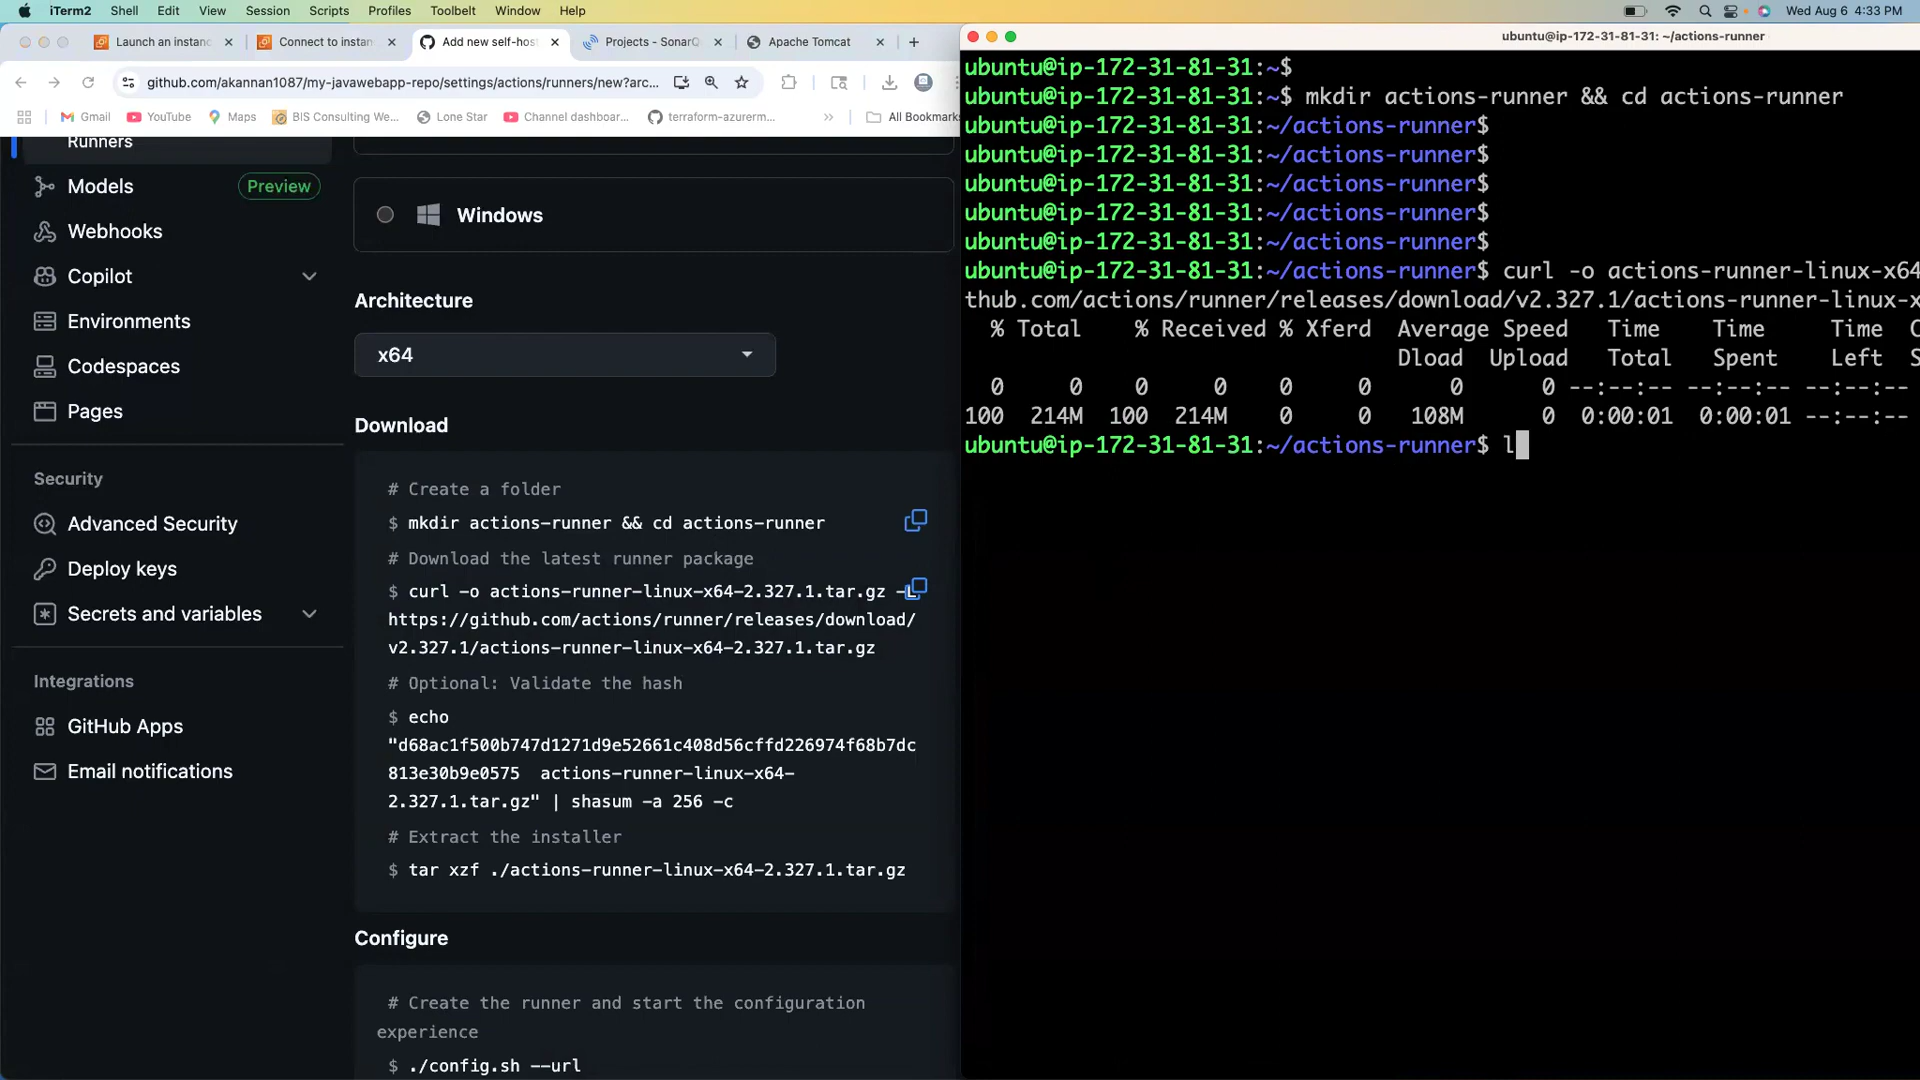 iTerm2 Shell Edit View Session Scripts Profiles Toolbelt Window Help Wed Aug 6 4:33 PM
Launch an instanc Connect to instan Add new self-hos Projects - SonarQ Apache Tomcat
github.com/akannan1087/my-javawebapp-repo/settings/actions/runners/new?arc...
Gmail YouTube Maps BIS Consulting We... Lone Star Channel dashboar... terraform-azurerm... » All Bookmarks
Runners
Models Preview
Webhooks
Copilot
Environments
Codespaces
Pages
Security
Advanced Security
Deploy keys
Secrets and variables
Integrations
GitHub Apps
Email notifications
Windows
Architecture
x64
Download
# Create a folder
$ mkdir actions-runner && cd actions-runner
# Download the latest runner package
$ curl -o actions-runner-linux-x64-2.327.1.tar.gz -L
https://github.com/actions/runner/releases/download/
v2.327.1/actions-runner-linux-x64-2.327.1.tar.gz
# Optional: Validate the hash
$ echo
"d68ac1f500b747d1271d9e52661c408d56cffd226974f68b7dc
813e30b9e0575  actions-runner-linux-x64-
2.327.1.tar.gz" | shasum -a 256 -c
# Extract the installer
$ tar xzf ./actions-runner-linux-x64-2.327.1.tar.gz
Configure
# Create the runner and start the configuration
experience
$ ./config.sh --url
ubuntu@ip-172-31-81-31: ~/actions-runner
ubuntu@ip-172-31-81-31:~$
ubuntu@ip-172-31-81-31:~$ mkdir actions-runner && cd actions-runner
ubuntu@ip-172-31-81-31:~/actions-runner$
ubuntu@ip-172-31-81-31:~/actions-runner$
ubuntu@ip-172-31-81-31:~/actions-runner$
ubuntu@ip-172-31-81-31:~/actions-runner$
ubuntu@ip-172-31-81-31:~/actions-runner$
ubuntu@ip-172-31-81-31:~/actions-runner$ curl -o actions-runner-linux-x64
thub.com/actions/runner/releases/download/v2.327.1/actions-runner-linux-x
% Total % Received % Xferd Average Speed Time Time Time C
Dload Upload Total Spent Left S
0 0 0 0 0 0 0 0 --:--:-- --:--:-- --:--:--
100 214M 100 214M 0 0 108M 0 0:00:01 0:00:01 --:--:--
ubuntu@ip-172-31-81-31:~/actions-runner$ l